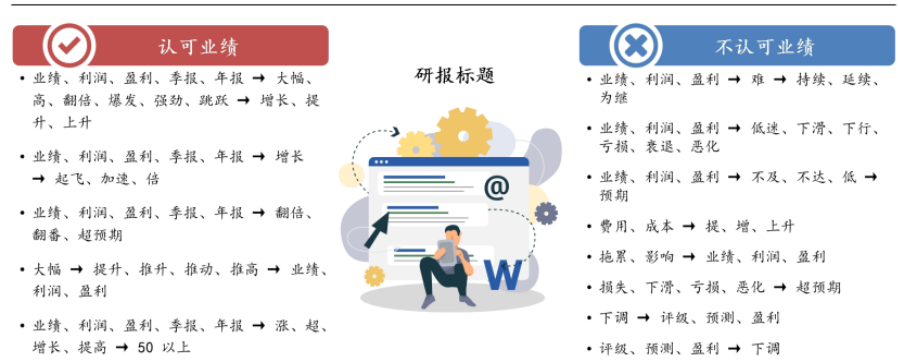 认可业绩
• 业绩、利润、盈利、季报、年报 → 大幅、
高、翻倍、爆发、强劲、跳跃 → 增长、提
升、上升
• 业绩、利润、盈利、季报、年报 → 增长
→ 起飞、加速、倍
• 业绩、利润、盈利、季报、年报 → 翻倍、
翻番、超预期
• 大幅 → 提升、推升、推动、推高 → 业绩、
利润、盈利
• 业绩、利润、盈利、季报、年报 → 涨、超、
增长、提高 → 50 以上
研报标题
@
W
不认可业绩
• 业绩、利润、盈利 → 难 → 持续、延续、
为继
• 业绩、利润、盈利 → 低迷、下滑、下行、
亏损、衰退、恶化
• 业绩、利润、盈利 → 不及、不达、低 →
预期
• 费用、成本 → 提、增、上升
• 拖累、影响 → 业绩、利润、盈利
• 损失、下滑、亏损、恶化 → 超预期
• 下调 → 评级、预测、盈利
• 评级、预测、盈利 → 下调